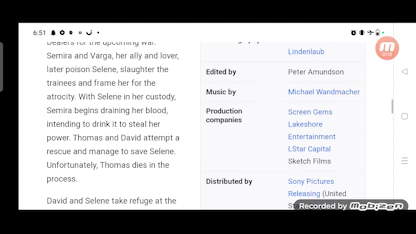 6:51
Dealers for the upcoming war.
Semira and Varga, her ally and lover,
later poison Selene, slaughter the
trainees and frame her for the
atrocity. With Selene in her custody,
Semira begins draining her blood,
intending to drink it to steal her
power. Thomas and David attempt a
rescue and manage to save Selene.
Unfortunately, Thomas dies in the
process.
David and Selene take refuge at the
Lindenlaub
Edited by Peter Amundson
Music by Michael Wandmacher
Production companies Screen Gems
Lakeshore
Entertainment
LStar Capital
Sketch Films
Distributed by Sony Pictures
Releasing (United
Recorded by MOBIZEN